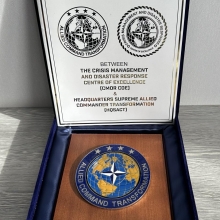 BETWEEN
THE CRISIS MANAGEMENT
AND DISASTER RESPONSE
CENTRE OF EXCELLENCE
(CMDR COE)
&
HEADQUARTERS SUPREME ALLIED
COMMANDER TRANSFORMATION
(HQSACT)
ALLIED COMMAND TRANSFORMATION